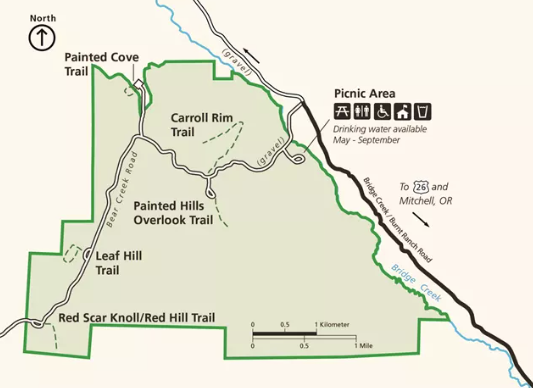 North
Painted Cove
Trail
(gravel)
Picnic Area
Drinking water available
May - September
Carroll Rim
Trail
(gravel)
To 26 and
Mitchell, OR
Bear Creek Road
Bridge Creek / Burnt Ranch Road
Painted Hills
Overlook Trail
Leaf Hill
Trail
Bridge Creek
Red Scar Knoll/Red Hill Trail
0 0.5 1 Kilometer
0 0.5 1 Mile